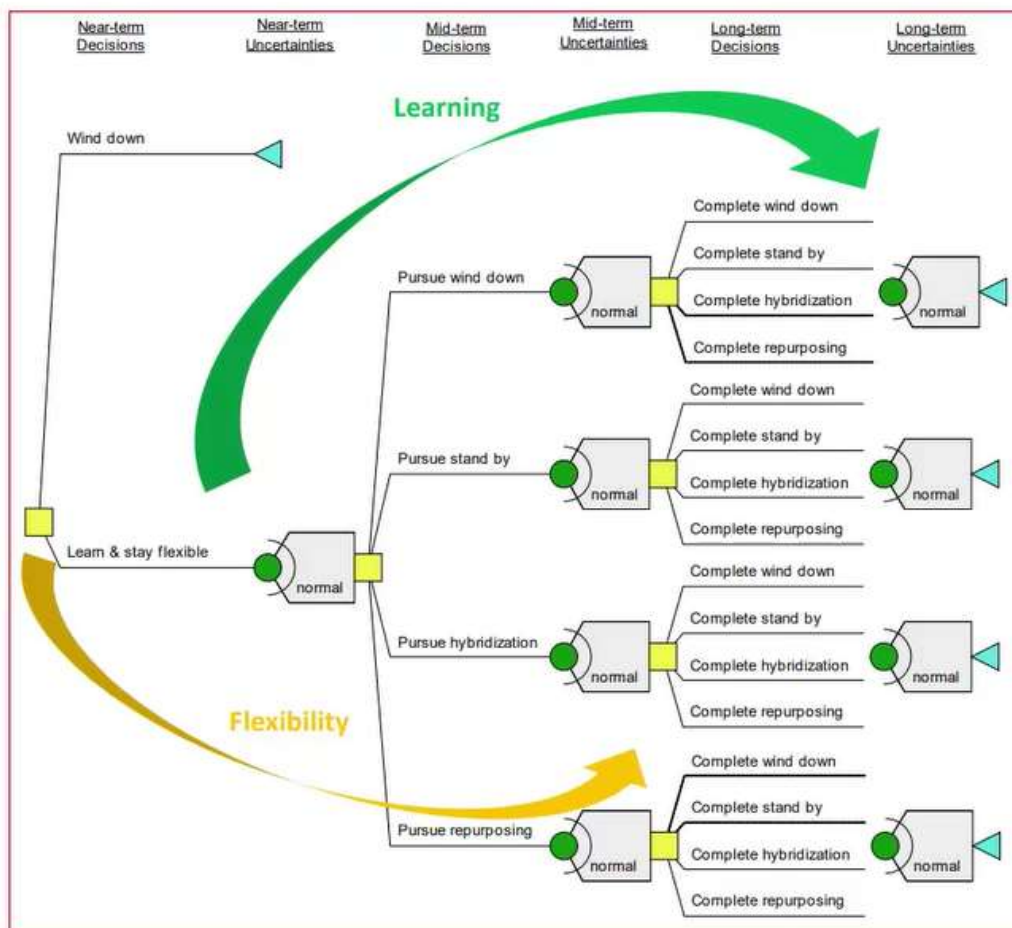 Near-term
Decisions
Near-term
Uncertainties
Mid-term
Decisions
Mid-term
Uncertainties
Long-term
Decisions
Long-term
Uncertainties
Learning
Wind down
Complete wind down
Complete stand by
Pursue wind down
Complete hybridization
normal
normal
Complete repurposing
Complete wind down
Complete stand by
Pursue stand by
Complete hybridization
normal
normal
Complete repurposing
Learn & stay flexible
normal
Complete wind down
Complete stand by
Pursue hybridization
Complete hybridization
normal
normal
Complete repurposing
Flexibility
Complete wind down
Complete stand by
Pursue repurposing
Complete hybridization
normal
normal
Complete repurposing